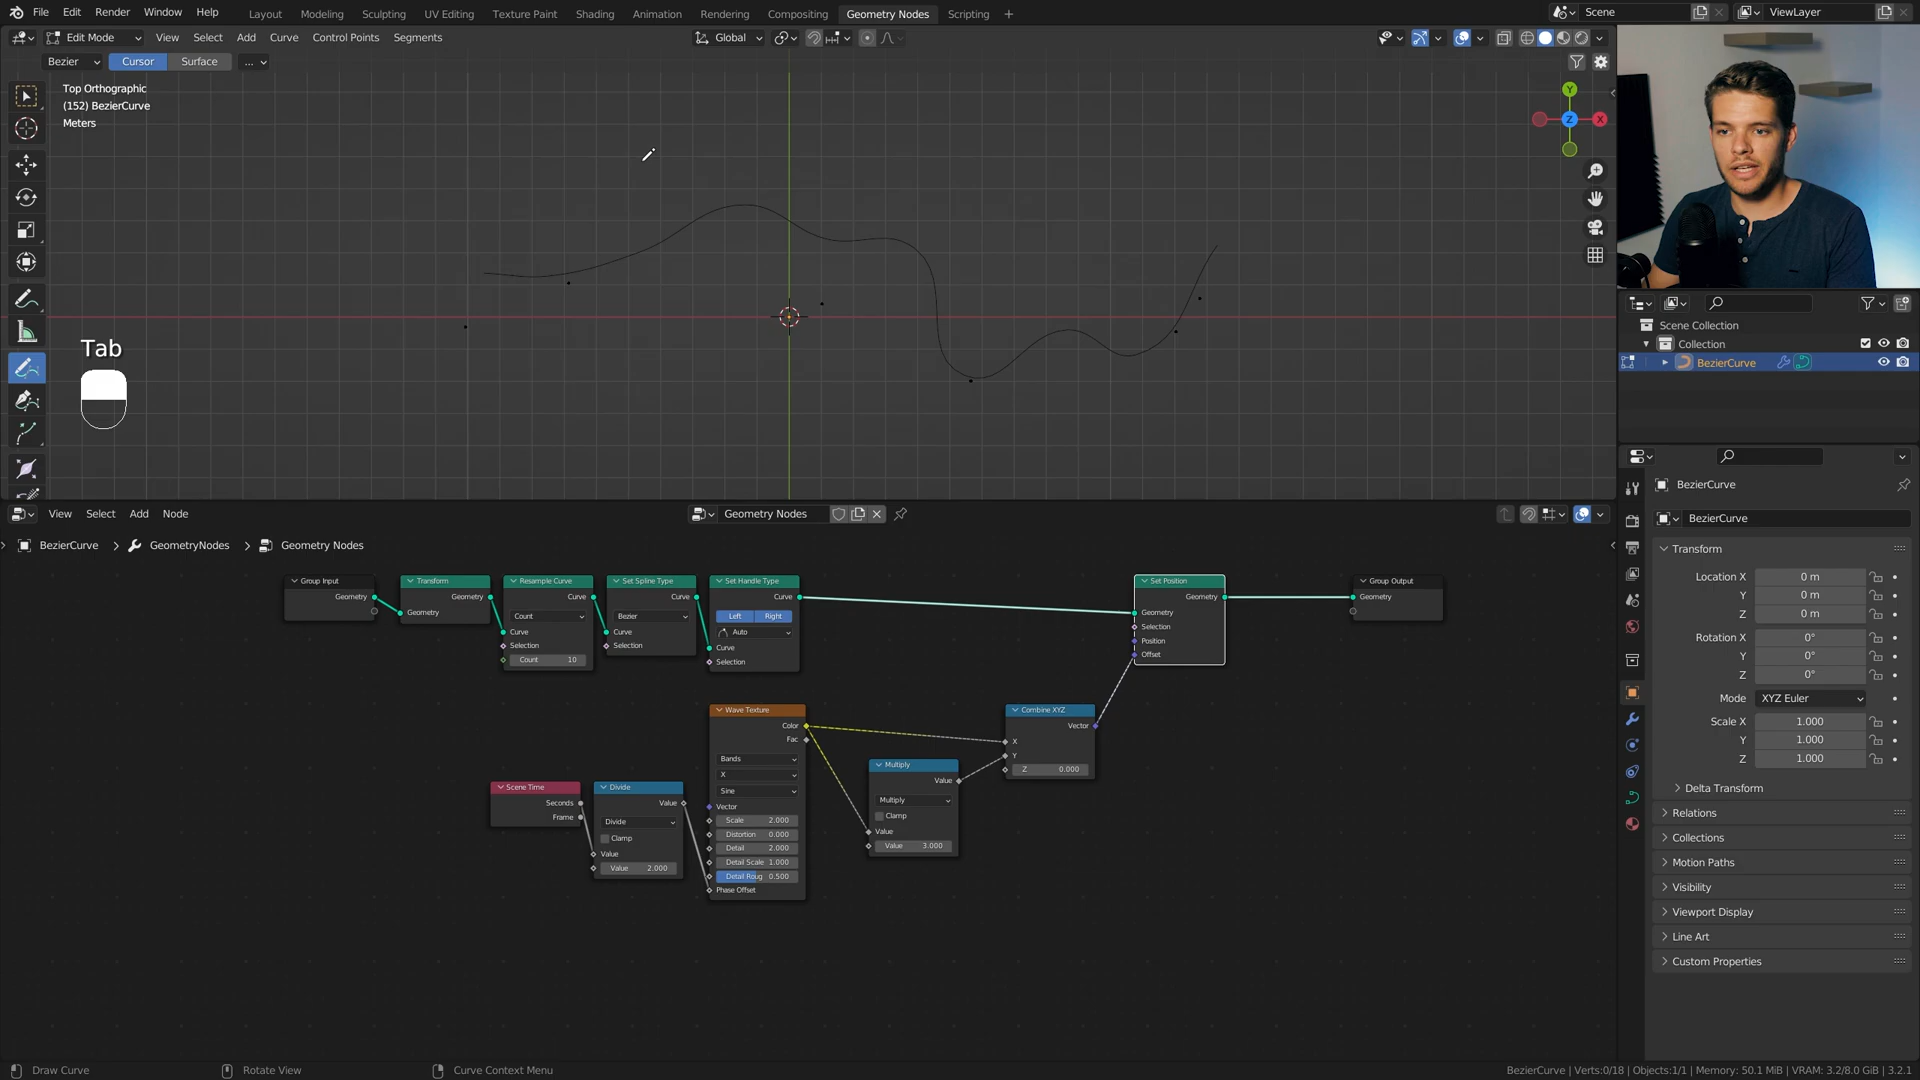 File Edit Render Window Help Layout Modeling Sculpting UV Editing Texture Paint Shading Animation Rendering Compositing Geometry Nodes Scripting + Scene ViewLayer
Edit Mode View Select Add Curve Control Points Segments Global
Bezier Cursor Surface ...
Top Orthographic
(152) BezierCurve
Meters
Y
Z X
Tab
Scene Collection
Collection
BezierCurve
View Select Add Node Geometry Nodes
BezierCurve > GeometryNodes > Geometry Nodes
Group Input
Geometry
Transform
Geometry
Geometry
Resample Curve
Curve
Count
Curve
Selection
Count 10
Set Spline Type
Curve
Bezier
Curve
Selection
Set Handle Type
Curve
Left Right
Auto
Curve
Selection
Set Position
Geometry
Geometry
Selection
Position
Offset
Group Output
Geometry
Scene Time
Seconds
Frame
Divide
Value
Divide
Clamp
Value
Value 2.000
Wave Texture
Color
Fac
Bands
X
Sine
Vector
Scale 2.000
Distortion 0.000
Detail 2.000
Detail Scale 1.000
Detail Roug 0.500
Phase Offset
Multiply
Value
Multiply
Clamp
Value
Value 3.000
Combine XYZ
Vector
X
Y
Z 0.000
BezierCurve
BezierCurve
Transform
Location X 0 m
Y 0 m
Z 0 m
Rotation X 0°
Y 0°
Z 0°
Mode XYZ Euler
Scale X 1.000
Y 1.000
Z 1.000
Delta Transform
Relations
Collections
Motion Paths
Visibility
Viewport Display
Line Art
Custom Properties
Draw Curve Rotate View Curve Context Menu BezierCurve | Verts:0/18 | Objects:1/1 | Memory: 50.1 MiB | VRAM: 3.2/8.0 GiB | 3.2.1